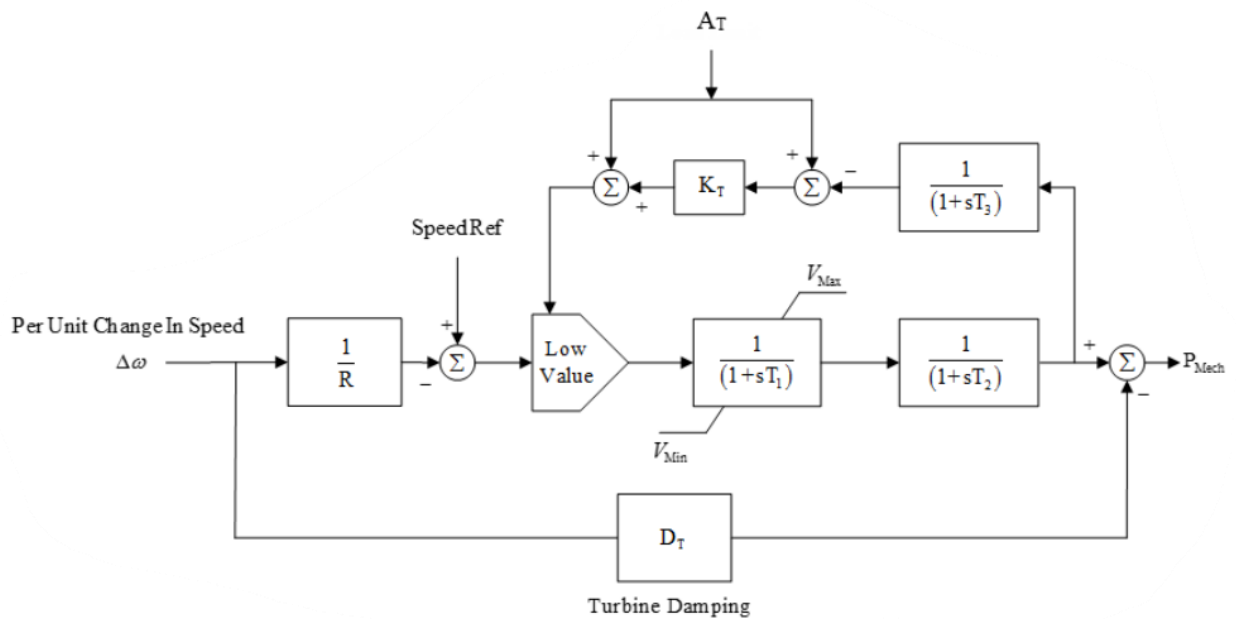 A_T
+
+
−
K_T
Σ
Σ
+
1
(1+sT_3)
SpeedRef
V_Max
Per Unit Change In Speed
Δω
1
R
+
−
Σ
Low
Value
1
(1+sT_1)
1
(1+sT_2)
+
Σ
P_Mech
−
V_Min
D_T
Turbine Damping